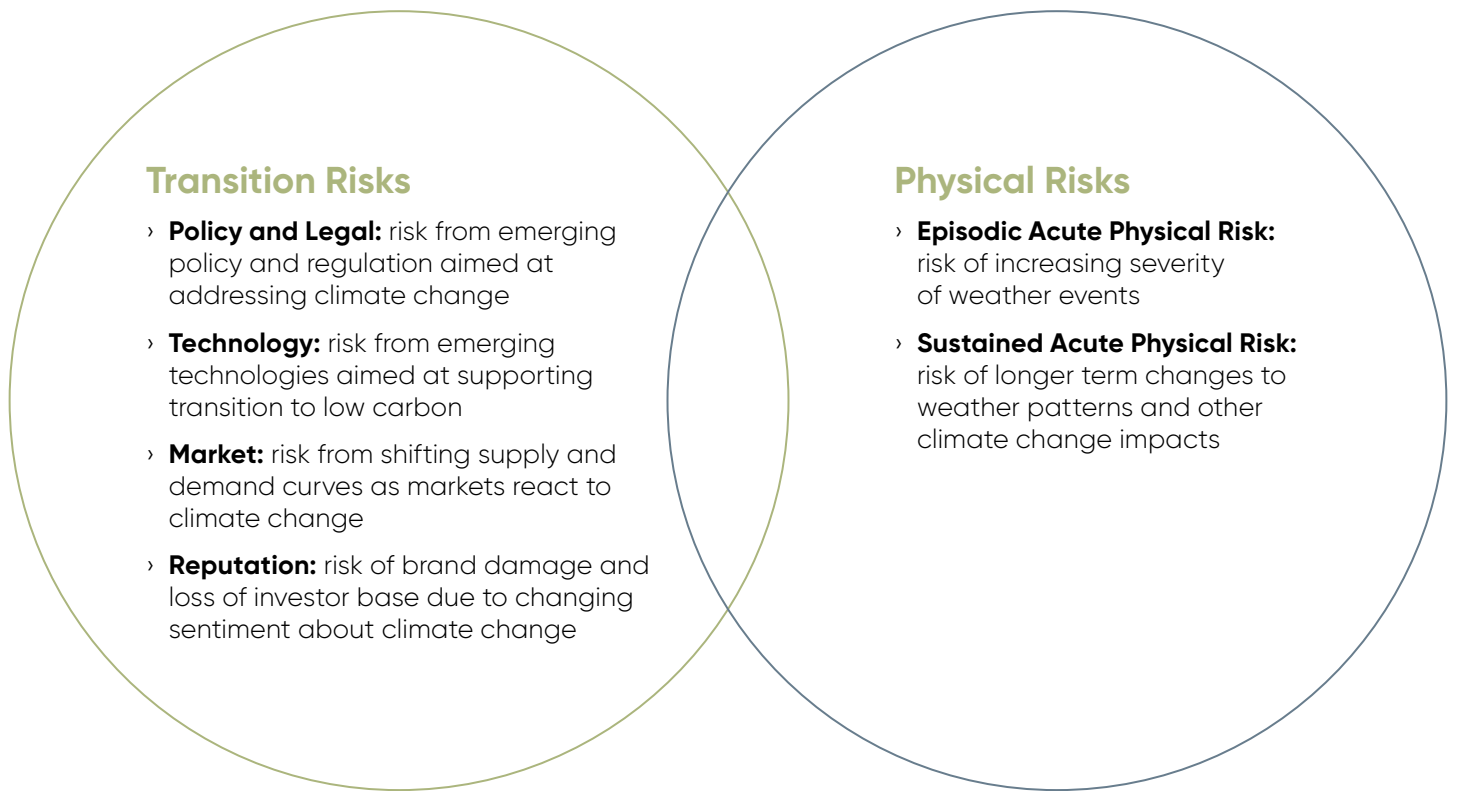 Transition Risks
› Policy and Legal: risk from emerging
policy and regulation aimed at
addressing climate change
› Technology: risk from emerging
technologies aimed at supporting
transition to low carbon
› Market: risk from shifting supply and
demand curves as markets react to
climate change
› Reputation: risk of brand damage and
loss of investor base due to changing
sentiment about climate change
Physical Risks
› Episodic Acute Physical Risk:
risk of increasing severity
of weather events
› Sustained Acute Physical Risk:
risk of longer term changes to
weather patterns and other
climate change impacts